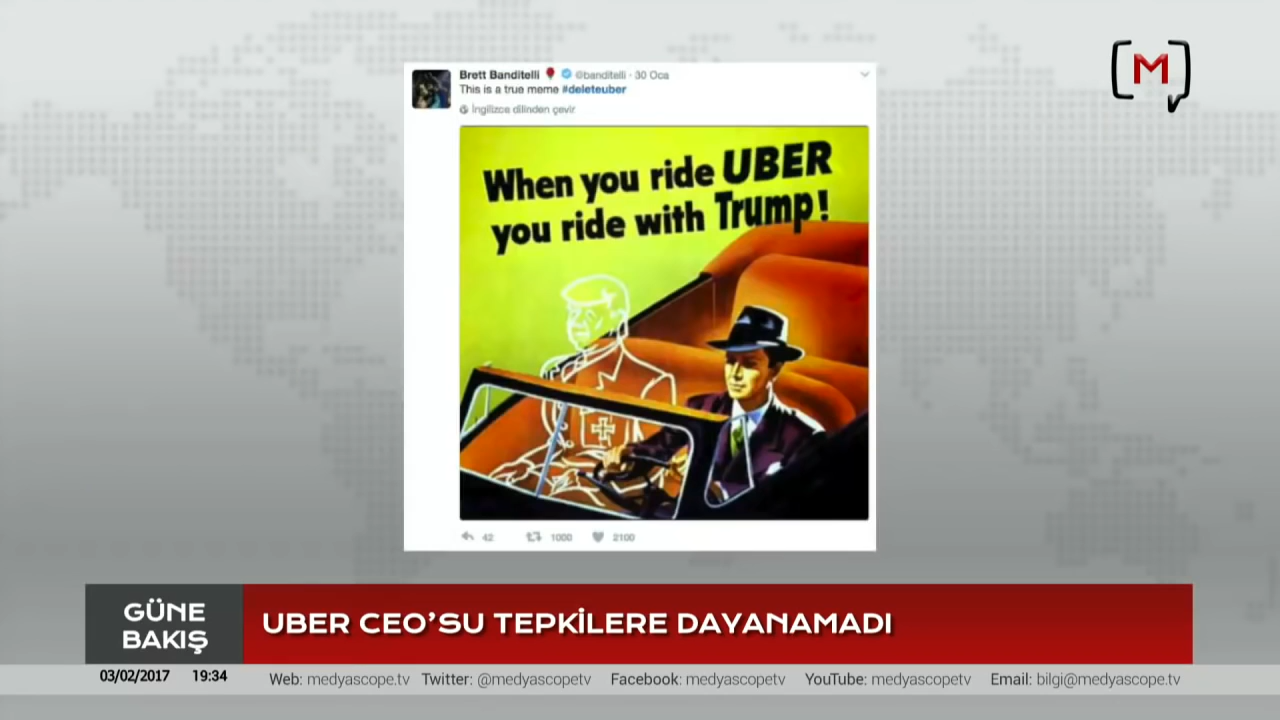 [M]
Brett Banditelli @banditelli · 30 Oca
This is a true meme #deleteuber
İngilizce dilinden çevir
When you ride UBER
you ride with Trump!
42 1000 2100
GÜNE
BAKIŞ
UBER CEO'SU TEPKİLERE DAYANAMADI
03/02/2017 19:34 Web: medyascope.tv Twitter: @medyascopetv Facebook: medyascopetv YouTube: medyascopetv Email: bilgi@medyascope.tv